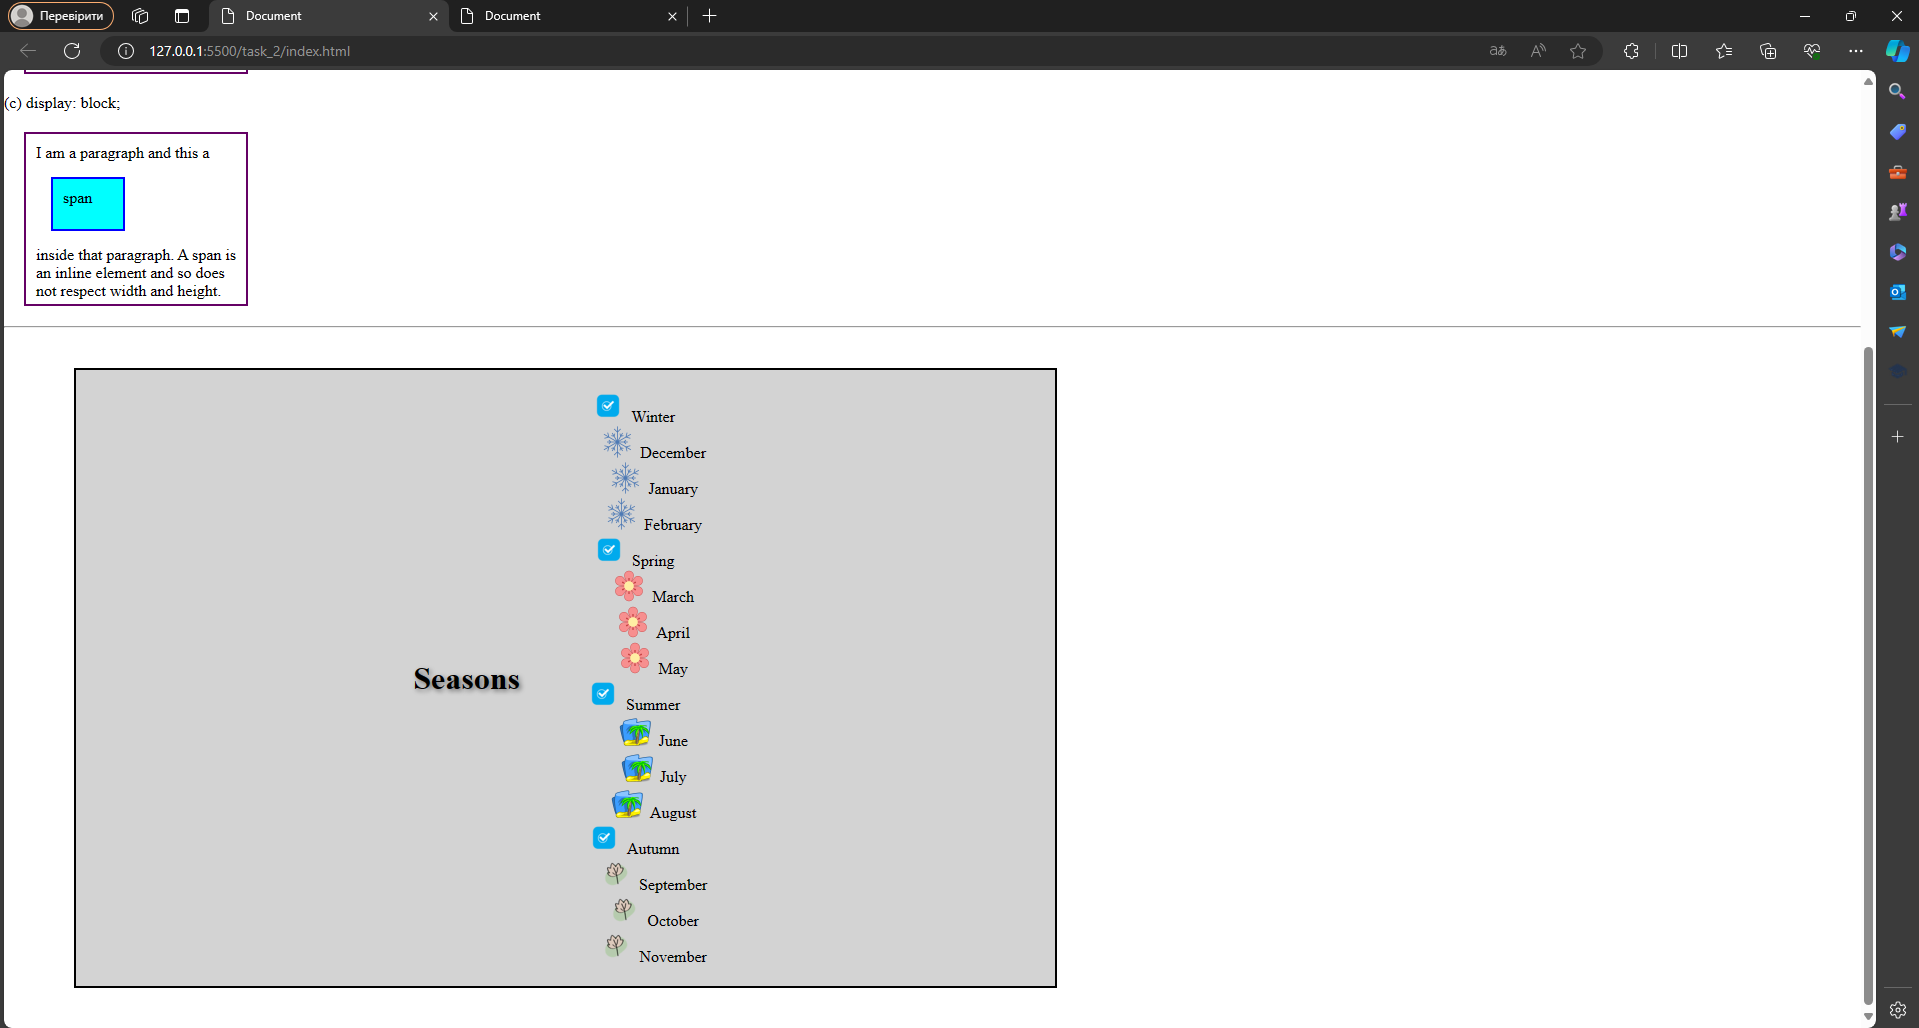 Перевірити
Document
Document
127.0.0.1:5500/task_2/index.html
(c) display: block;
I am a paragraph and this a
span
inside that paragraph. A span is
an inline element and so does
not respect width and height.
Seasons
Winter
December
January
February
Spring
March
April
May
Summer
June
July
August
Autumn
September
October
November